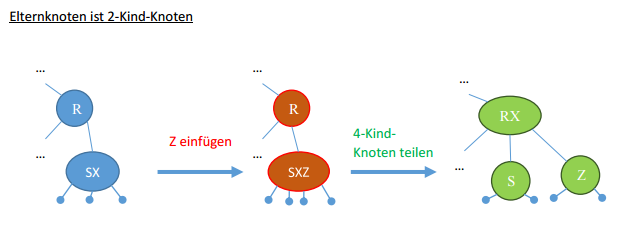 Elternknoten ist 2-Kind-Knoten
...
R
...
SX
Z einfügen
...
R
...
SXZ
4-Kind-
Knoten teilen
...
RX
...
S
Z